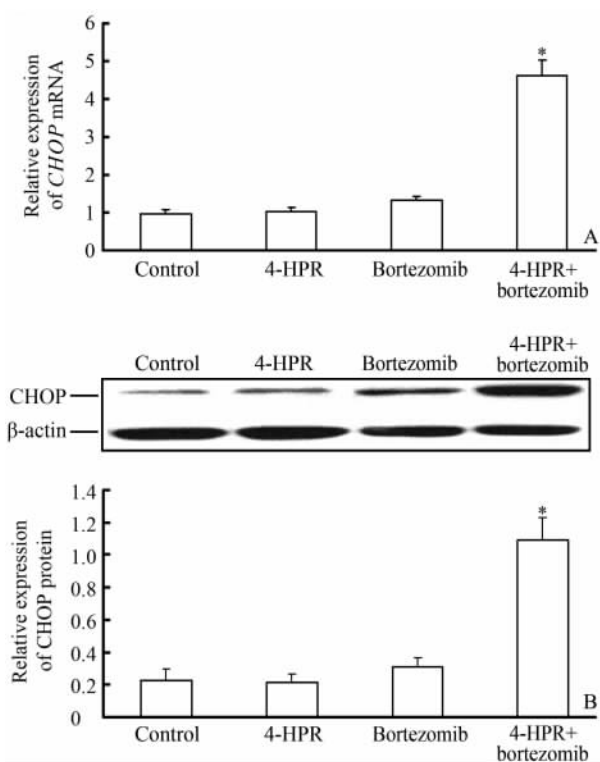 Relative expression
of CHOP mRNA
6
5
4
3
2
1
0
*
A
Control 4-HPR Bortezomib 4-HPR+
bortezomib
Control 4-HPR Bortezomib 4-HPR+
bortezomib
CHOP
β-actin
Relative expression
of CHOP protein
1.4
1.2
1.0
0.8
0.6
0.4
0.2
0
*
B
Control 4-HPR Bortezomib 4-HPR+
bortezomib